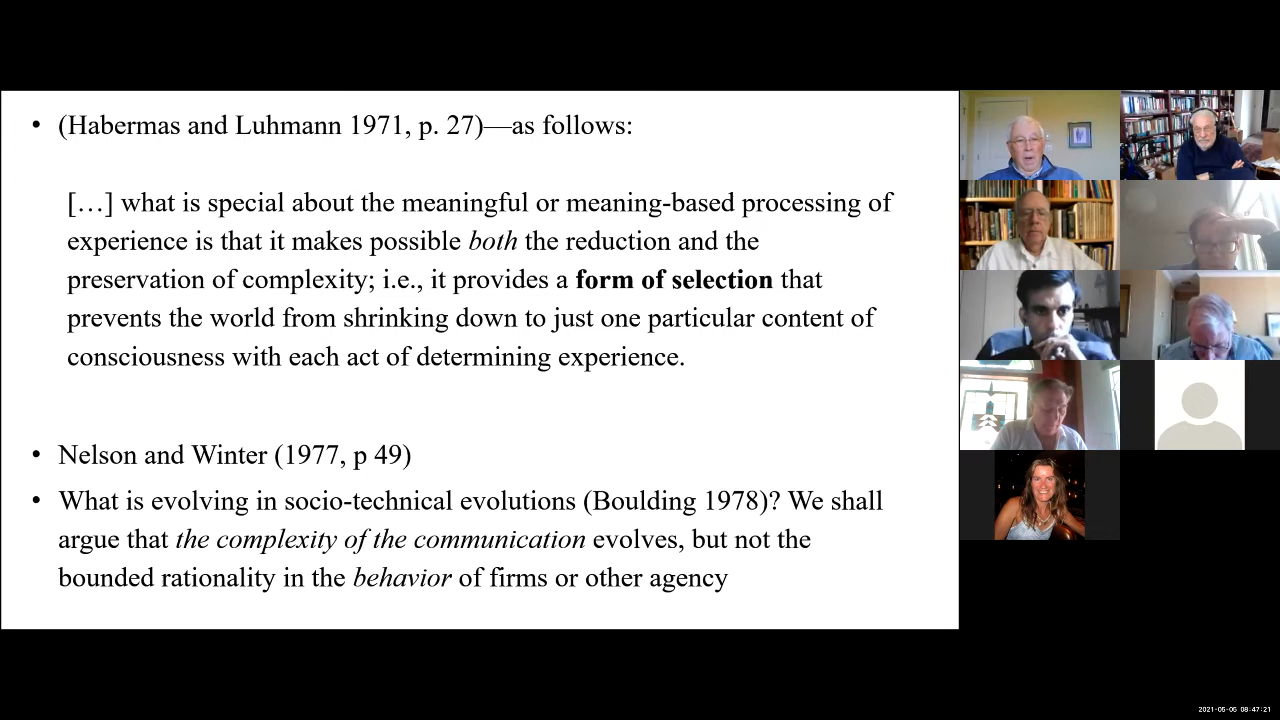 • (Habermas and Luhmann 1971, p. 27)—as follows:
[…] what is special about the meaningful or meaning-based processing of
experience is that it makes possible both the reduction and the
preservation of complexity; i.e., it provides a form of selection that
prevents the world from shrinking down to just one particular content of
consciousness with each act of determining experience.
• Nelson and Winter (1977, p 49)
• What is evolving in socio-technical evolutions (Boulding 1978)? We shall
argue that the complexity of the communication evolves, but not the
bounded rationality in the behavior of firms or other agency
2021-05-05 08:47:21